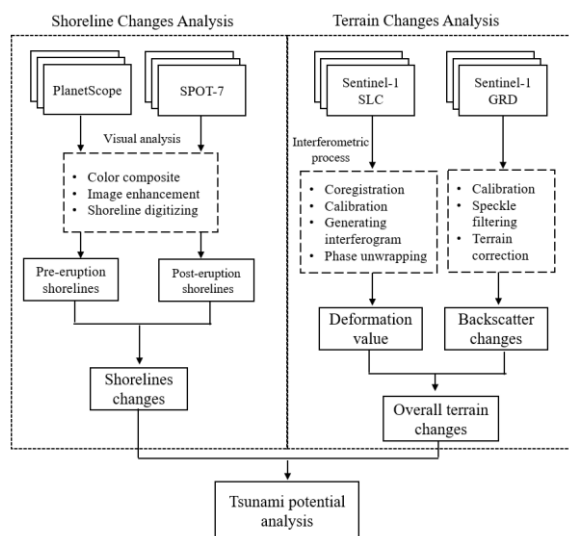 Shoreline Changes Analysis
PlanetScope
SPOT-7
Visual analysis
• Color composite
• Image enhancement
• Shoreline digitizing
Pre-eruption
shorelines
Post-eruption
shorelines
Shorelines
changes
Terrain Changes Analysis
Sentinel-1
SLC
Sentinel-1
GRD
Interferometric
process
• Coregistration
• Calibration
• Generating
interferogram
• Phase unwrapping
• Calibration
• Speckle
filtering
• Terrain
correction
Deformation
value
Backscatter
changes
Overall terrain
changes
Tsunami potential
analysis